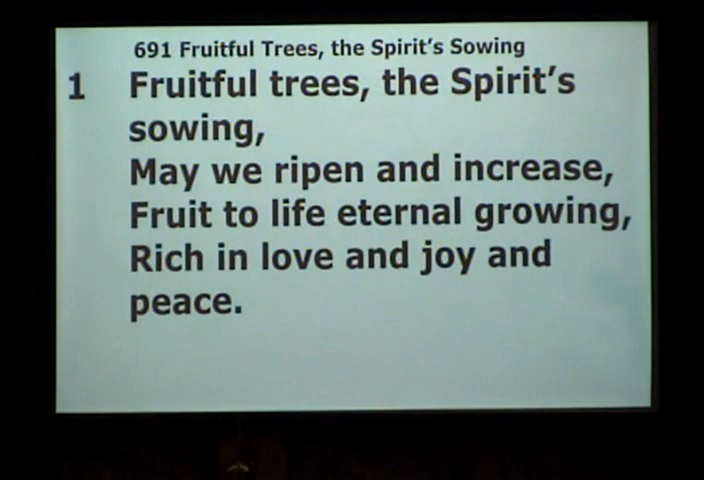 691 Fruitful Trees, the Spirit's Sowing
1 Fruitful trees, the Spirit's
sowing,
May we ripen and increase,
Fruit to life eternal growing,
Rich in love and joy and
peace.